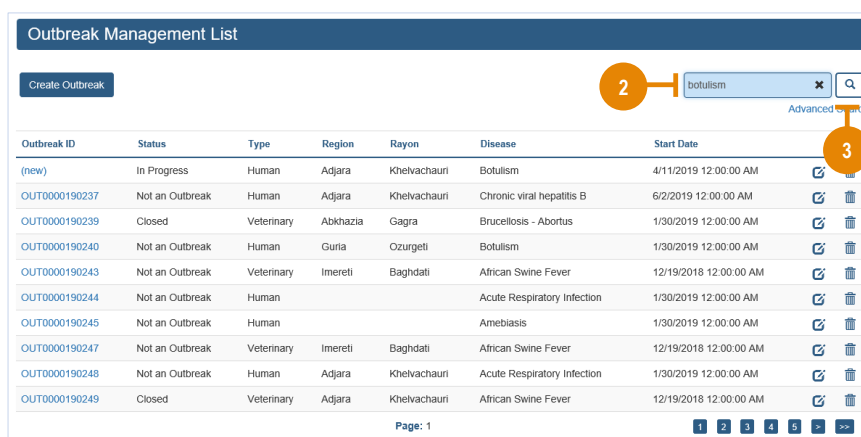 Outbreak Management List
Create Outbreak
2
botulism
Advanced
3
Outbreak ID Status Type Region Rayon Disease Start Date
(new) In Progress Human Adjara Khelvachauri Botulism 4/11/2019 12:00:00 AM
OUT0000190237 Not an Outbreak Human Adjara Khelvachauri Chronic viral hepatitis B 6/2/2019 12:00:00 AM
OUT0000190239 Closed Veterinary Abkhazia Gagra Brucellosis - Abortus 1/30/2019 12:00:00 AM
OUT0000190240 Not an Outbreak Human Guria Ozurgeti Botulism 1/30/2019 12:00:00 AM
OUT0000190243 Not an Outbreak Veterinary Imereti Baghdati African Swine Fever 12/19/2018 12:00:00 AM
OUT0000190244 Not an Outbreak Human Acute Respiratory Infection 1/30/2019 12:00:00 AM
OUT0000190245 Not an Outbreak Human Amebiasis 1/30/2019 12:00:00 AM
OUT0000190247 Not an Outbreak Veterinary Imereti Baghdati African Swine Fever 12/19/2018 12:00:00 AM
OUT0000190248 Not an Outbreak Human Adjara Khelvachauri Acute Respiratory Infection 1/30/2019 12:00:00 AM
OUT0000190249 Closed Veterinary Adjara Khelvachauri African Swine Fever 12/19/2018 12:00:00 AM
Page: 1 1 2 3 4 5 > >>